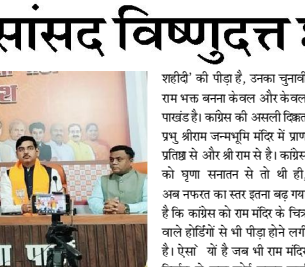 सांसद विष्णुदत्त
शहीदी' की पीड़ा है, उनका चुनावी
राम भक्त बनना केवल और केवल
पाखंड है। कांग्रेस की असली दिक्कत
प्रभु श्रीराम जन्मभूमि मंदिर में प्राण
प्रतिष्ठा से और श्री राम से है। कांग्रेस
को घृणा सनातन से तो थी ही,
अब नफरत का स्तर इतना बढ़ गया
है कि कांग्रेस को राम मंदिर के चित्र
वाले होर्डिंगों से भी पीड़ा होने लगी
है। ऐसा यों है जब भी राम मंदिर